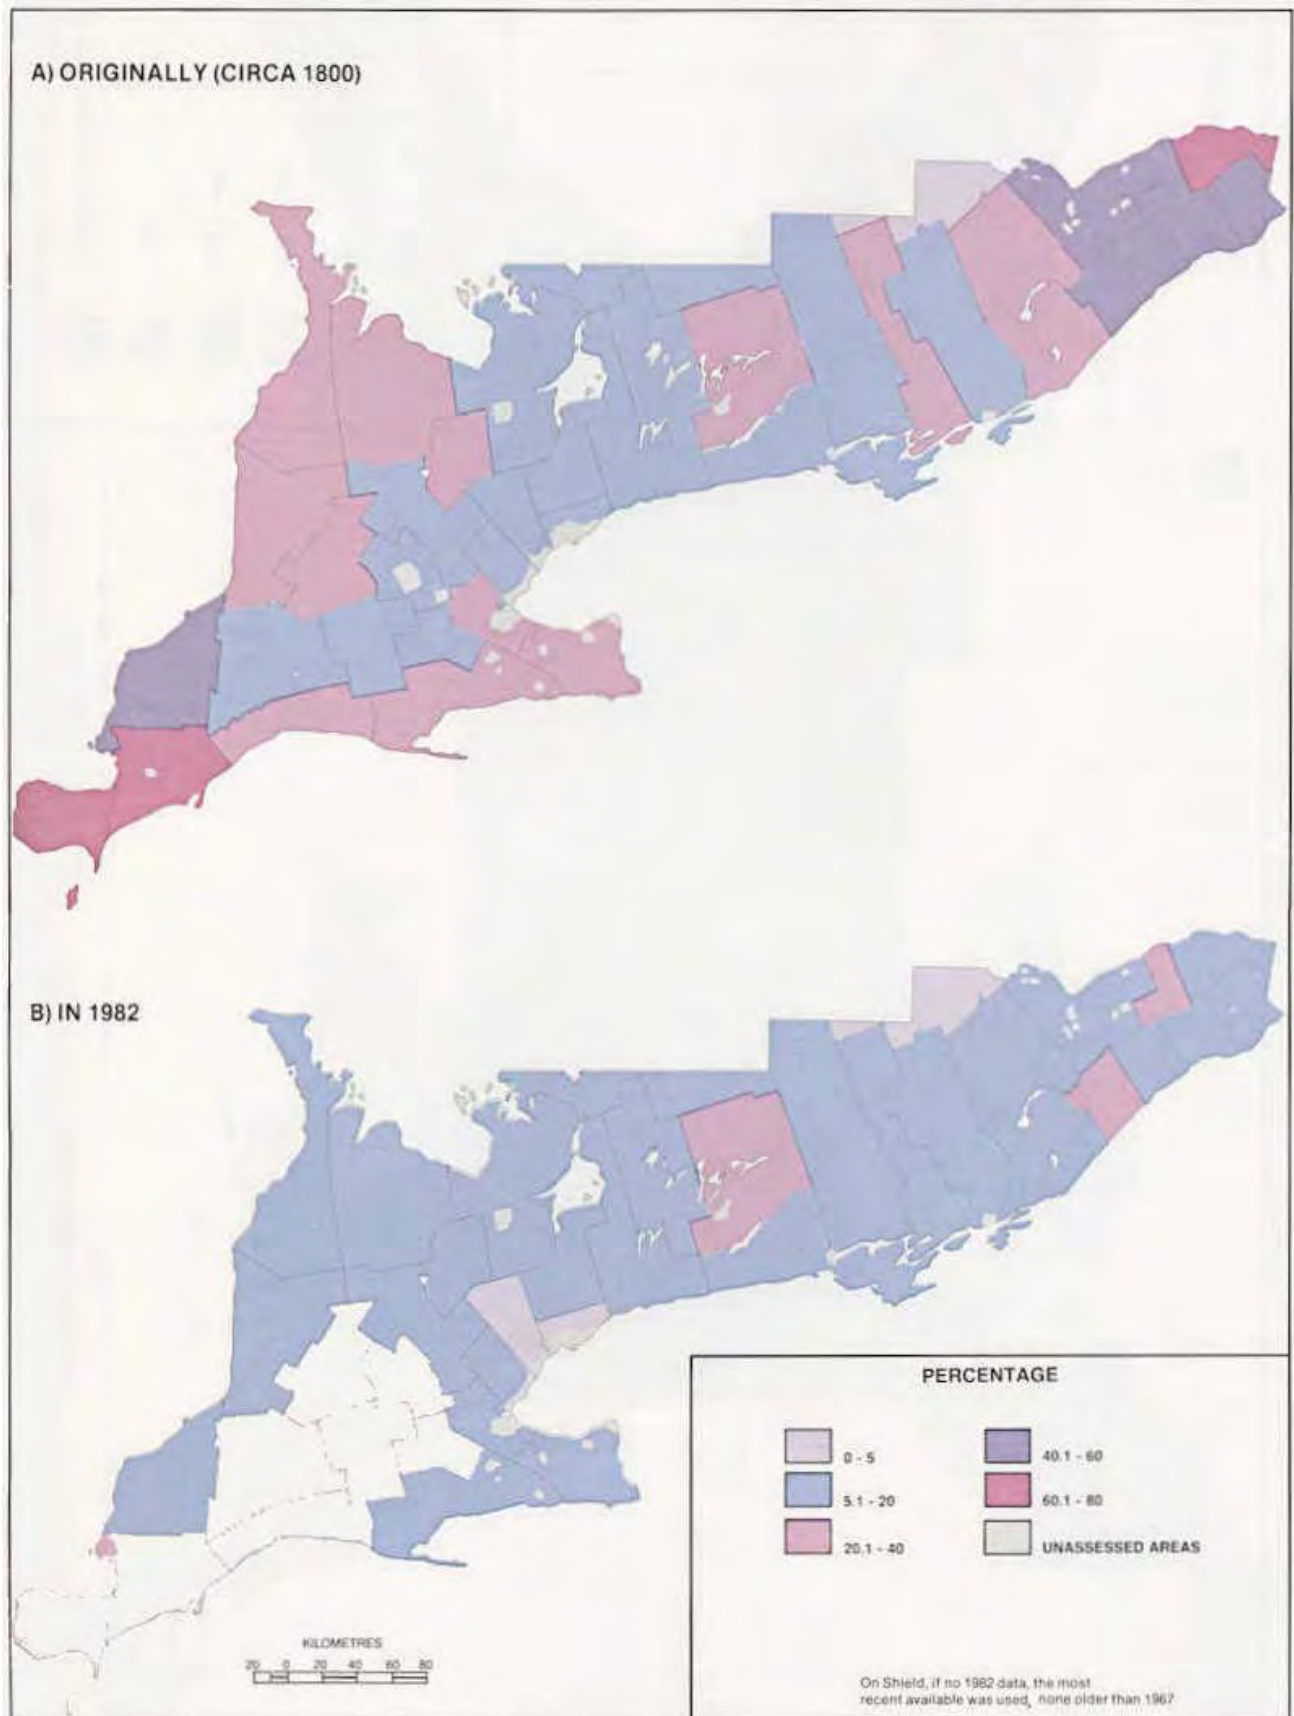 A) ORIGINALLY (CIRCA 1800)
B) IN 1982
PERCENTAGE
0 - 5
5.1 - 20
20.1 - 40
40.1 - 60
60.1 - 80
UNASSESSED AREAS
KILOMETRES
20 0 20 40 60 80
On Shield, if no 1982 data, the most
recent available was used, none older than 1967